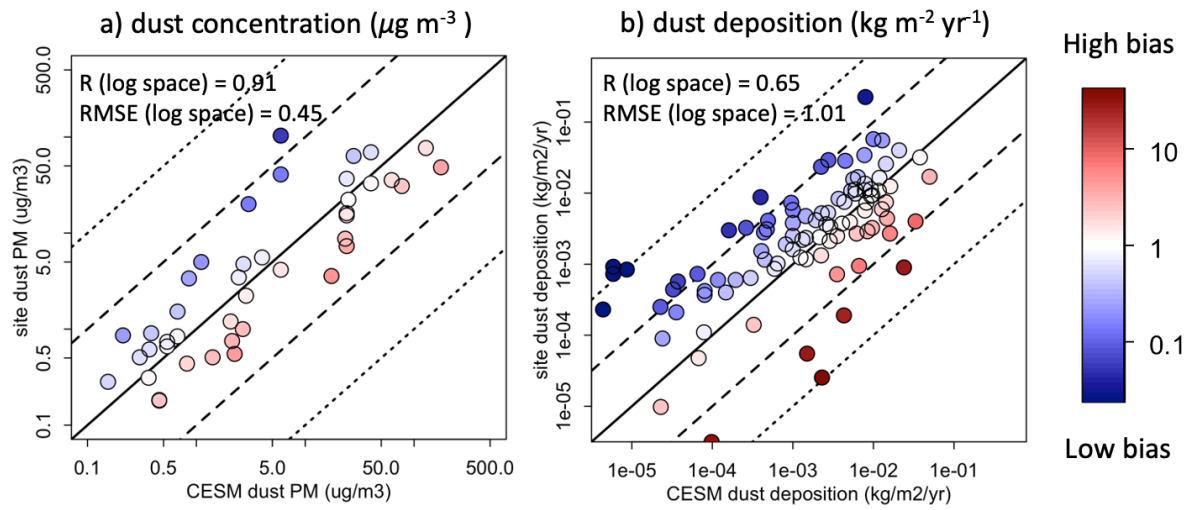 a) dust concentration (μg m-3 )
R (log space) = 0.91
RMSE (log space) = 0.45
site dust PM (ug/m3)
500.0
50.0
5.0
0.5
0.1
0.1
0.5
5.0
50.0
500.0
CESM dust PM (ug/m3)
b) dust deposition (kg m-2 yr-1)
R (log space) = 0.65
RMSE (log space) = 1.01
site dust deposition (kg/m2/yr)
1e-01
1e-02
1e-03
1e-04
1e-05
1e-05
1e-04
1e-03
1e-02
1e-01
CESM dust deposition (kg/m2/yr)
High bias
10
1
0.1
Low bias